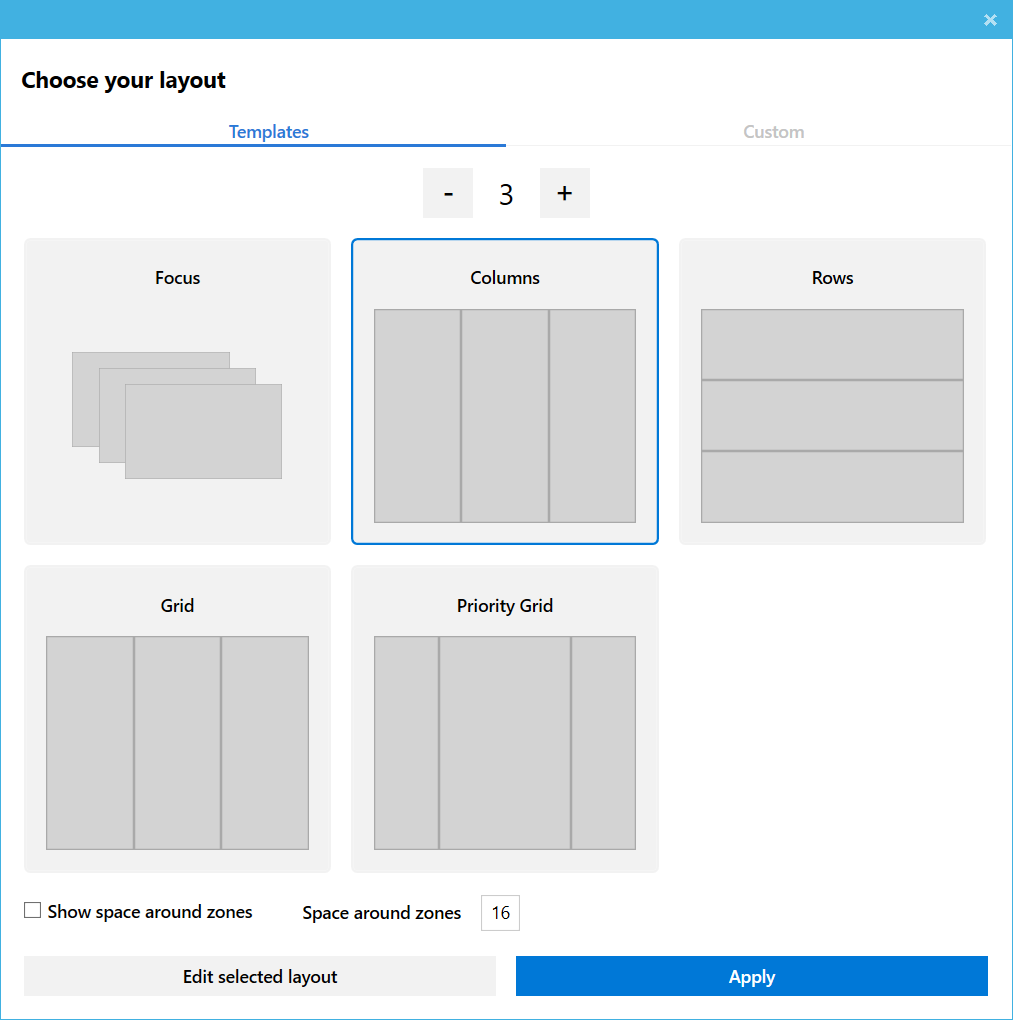 Choose your layout
Templates Custom
- 3 +
Focus Columns Rows
Grid Priority Grid
Show space around zones Space around zones 16
Edit selected layout Apply